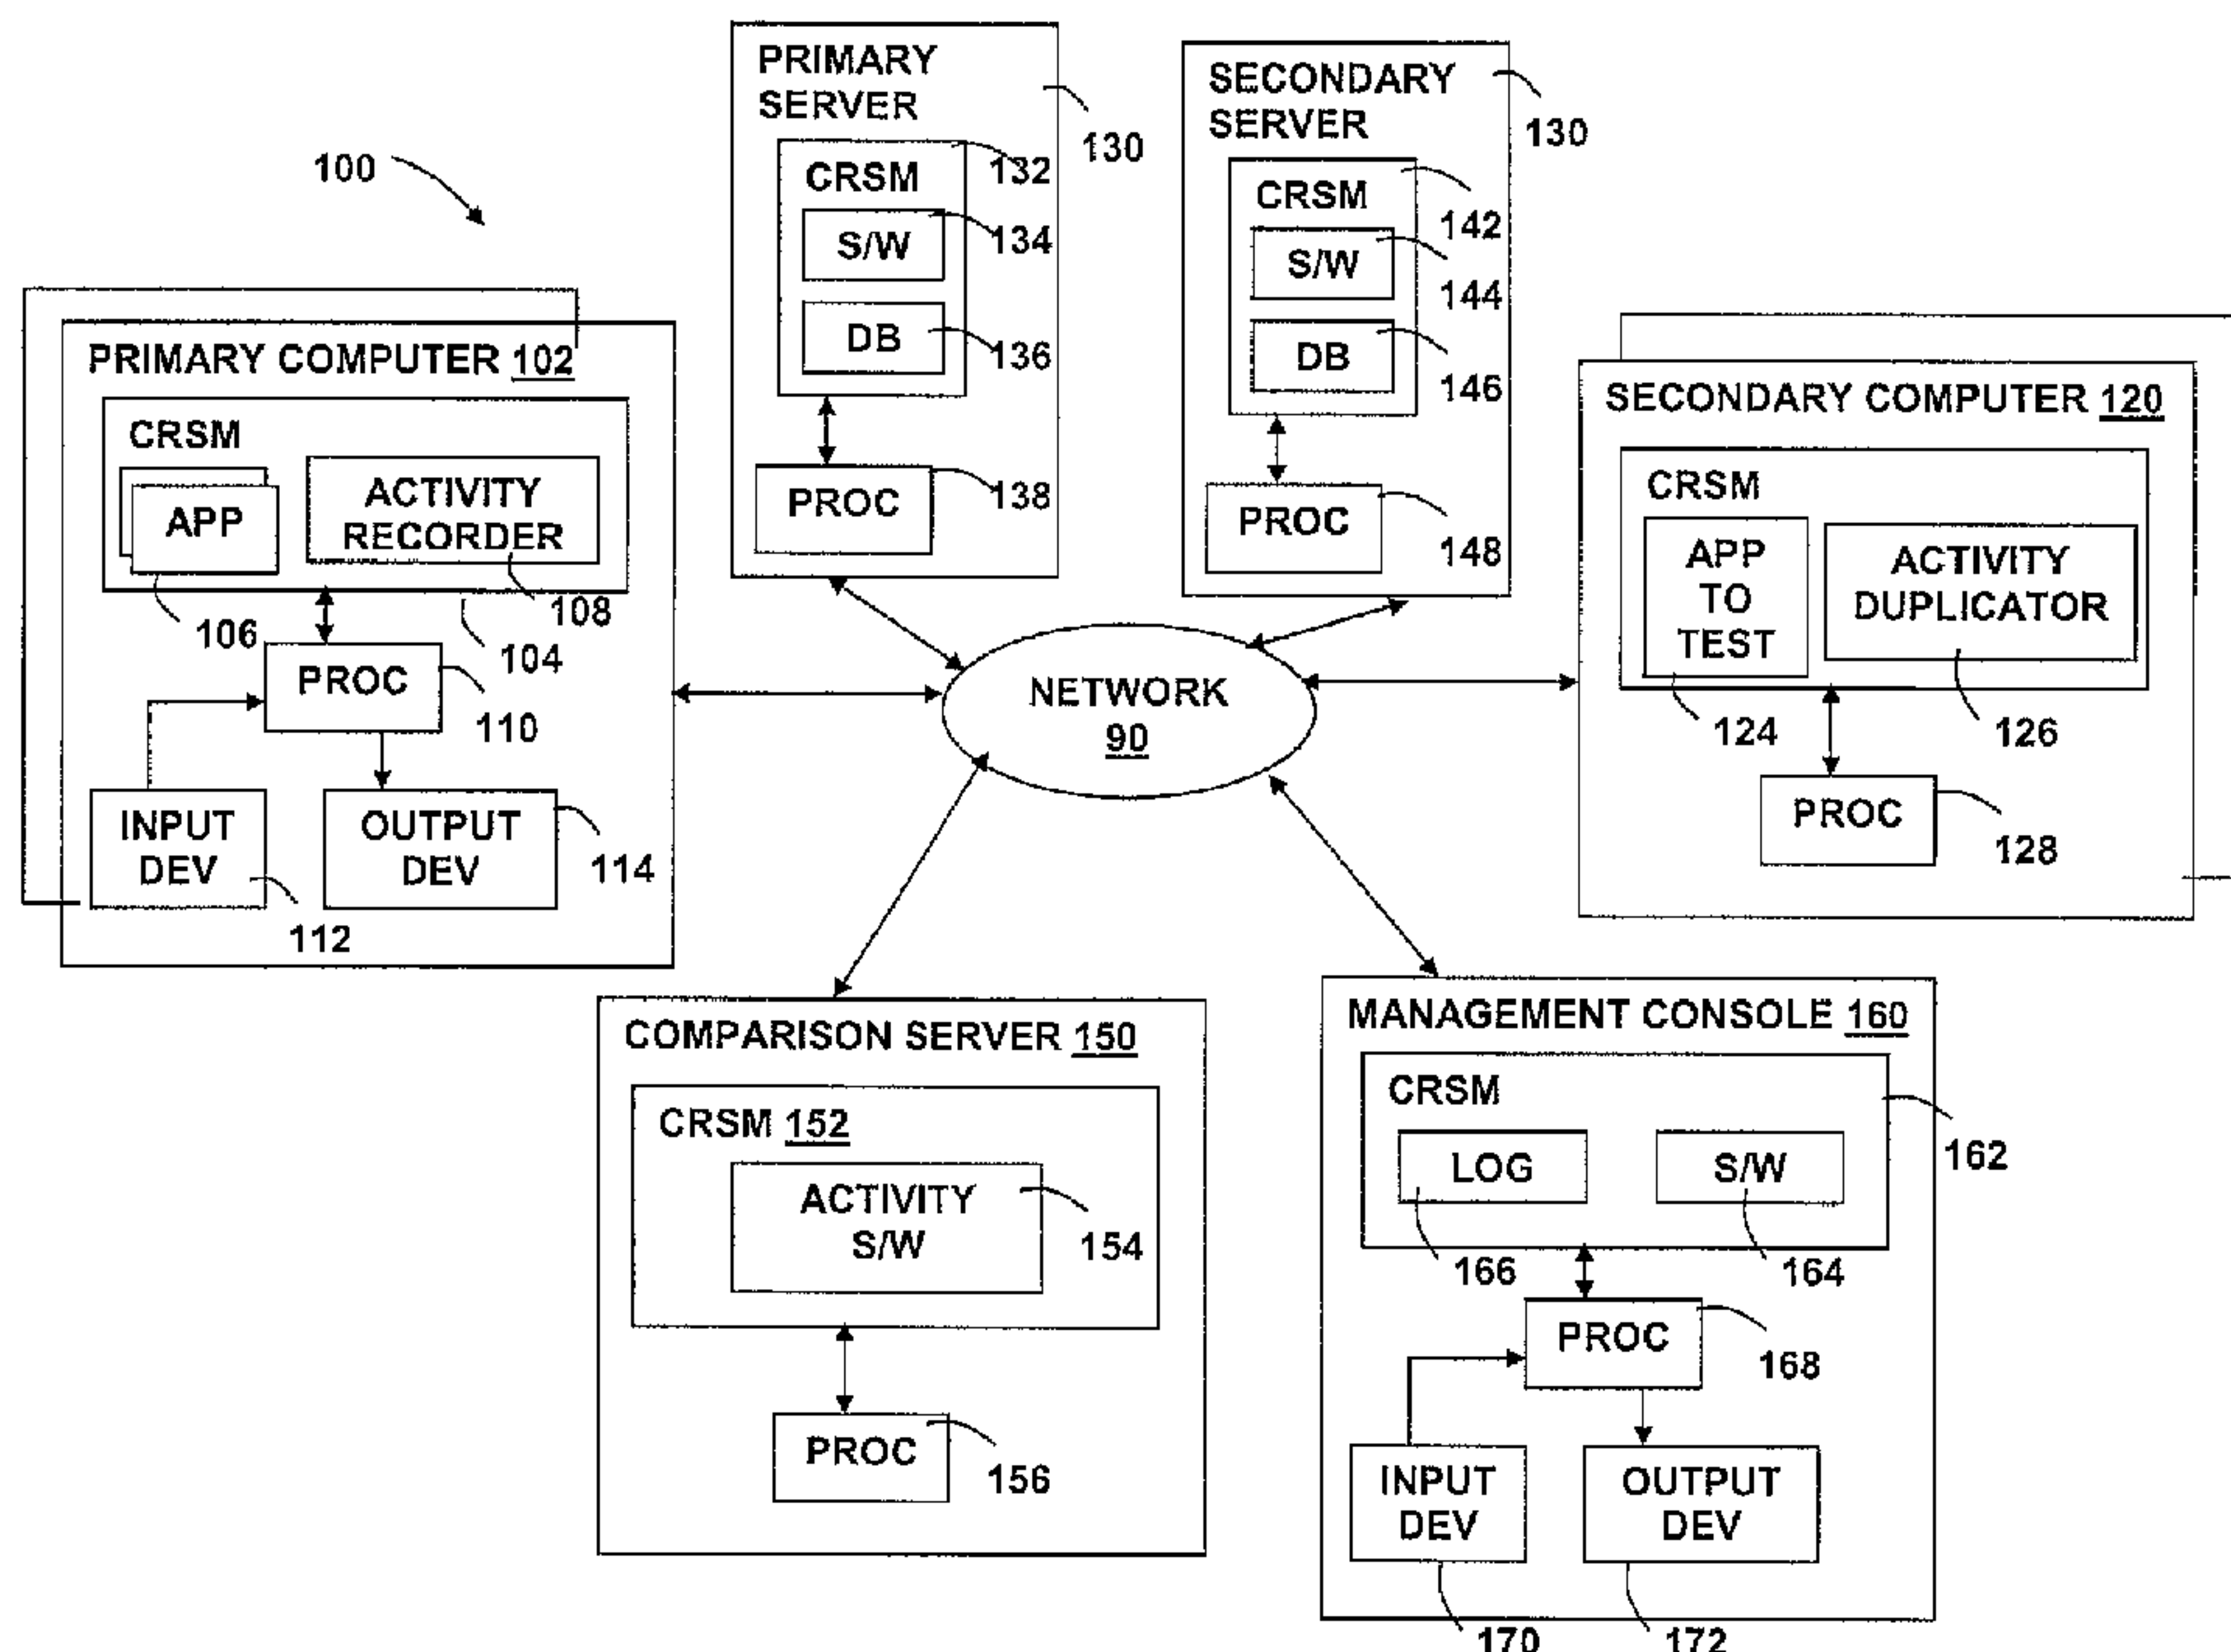 100
PRIMARY
SERVER
130
CRSM
132
S/W
134
DB
136
PROC
138
SECONDARY
SERVER
130
CRSM
142
S/W
144
DB
146
PROC
148
PRIMARY COMPUTER 102
CRSM
APP
ACTIVITY
RECORDER
106
108
104
PROC
110
INPUT
DEV
OUTPUT
DEV
114
112
NETWORK
90
SECONDARY COMPUTER 120
CRSM
APP
TO
TEST
ACTIVITY
DUPLICATOR
124
126
PROC
128
COMPARISON SERVER 150
CRSM 152
ACTIVITY
S/W
154
PROC
156
MANAGEMENT CONSOLE 160
CRSM
LOG
S/W
162
166
164
PROC
168
INPUT
DEV
OUTPUT
DEV
170
172